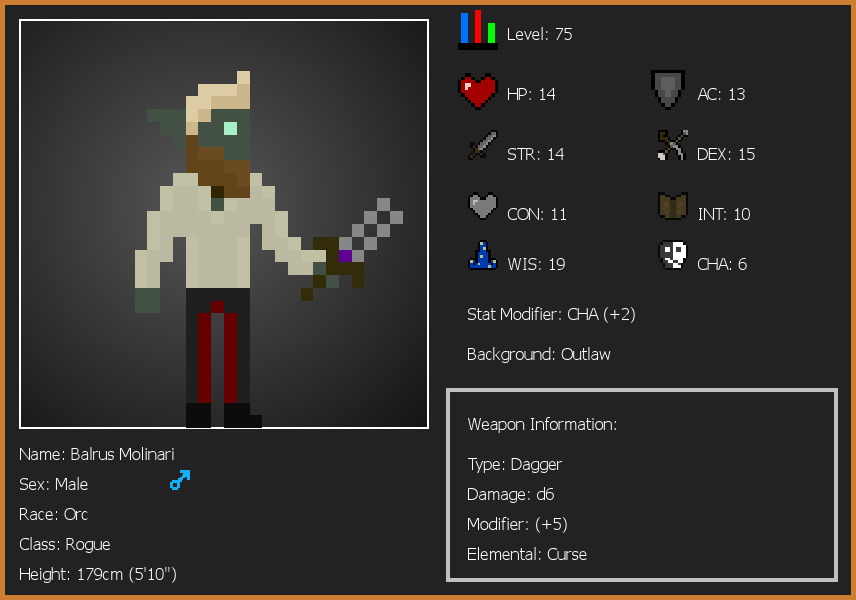 Level: 75
HP: 14
AC: 13
STR: 14
DEX: 15
CON: 11
INT: 10
WIS: 19
CHA: 6
Stat Modifier: CHA (+2)
Background: Outlaw
Weapon Information:
Type: Dagger
Damage: d6
Modifier: (+5)
Elemental: Curse
Name: Balrus Molinari
Sex: Male
Race: Orc
Class: Rogue
Height: 179cm (5'10")